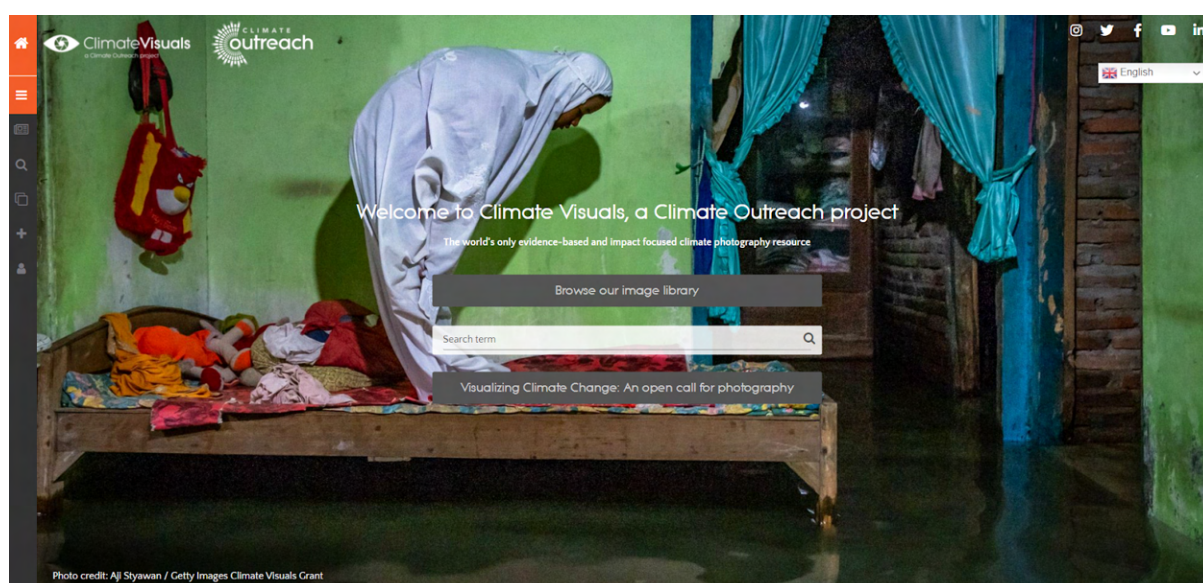 ClimateVisuals
a Climate Outreach project
CLIMATE
outreach
English
Welcome to Climate Visuals, a Climate Outreach project
The world's only evidence-based and impact focused climate photography resource
Browse our image library
Search term
Visualizing Climate Change: An open call for photography
Photo credit: Aji Styawan / Getty Images Climate Visuals Grant